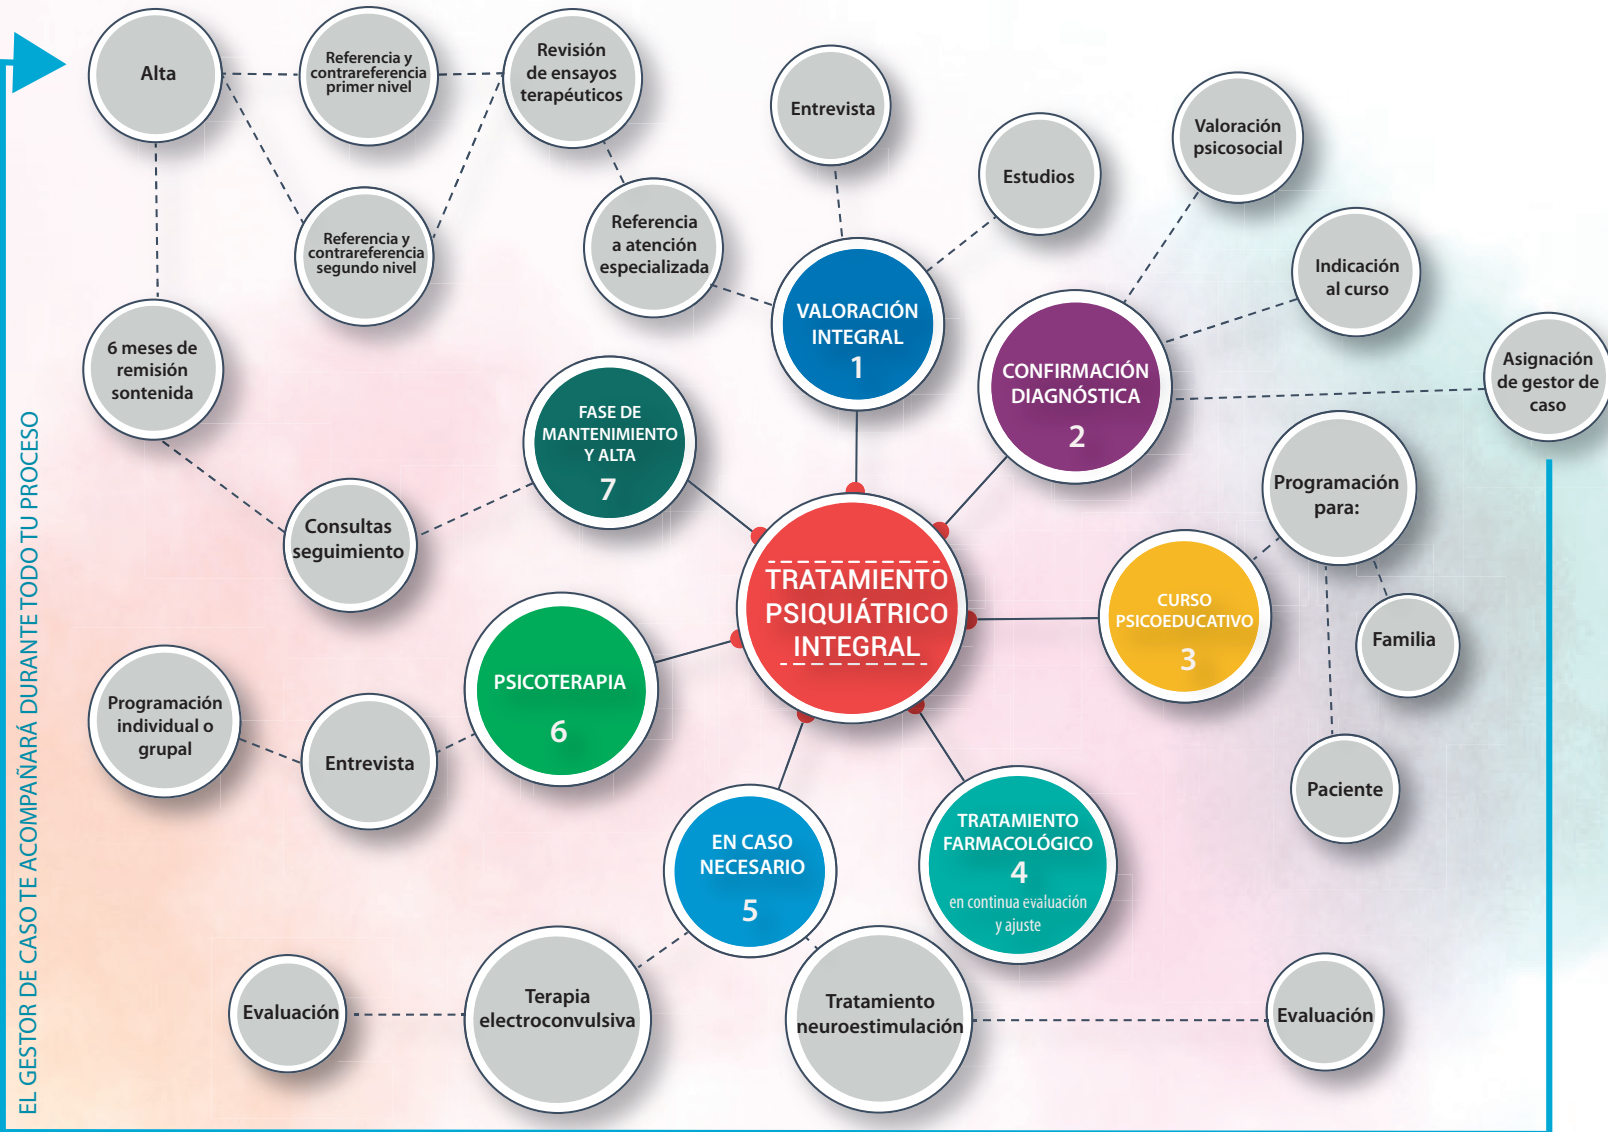 Alta
Referencia y
contrareferencia
primer nivel
Revisión
de ensayos
terapéuticos
Referencia y
contrareferencia
segundo nivel
Referencia
a atención
especializada
Entrevista
Estudios
VALORACIÓN
INTEGRAL
1
Valoración
psicosocial
Indicación
al curso
Asignación
de gestor de
caso
CONFIRMACIÓN
DIAGNÓSTICA
2
6 meses de
remisión
sontenida
FASE DE
MANTENIMIENTO
Y ALTA
7
Consultas
seguimiento
TRATAMIENTO
PSIQUIÁTRICO
INTEGRAL
Programación
para:
CURSO
PSICOEDUCATIVO
3
Familia
Paciente
Programación
individual o
grupal
Entrevista
PSICOTERAPIA
6
EN CASO
NECESARIO
5
TRATAMIENTO
FARMACOLÓGICO
4
en continua evaluación
y ajuste
Evaluación
Terapia
electroconvulsiva
Tratamiento
neuroestimulación
Evaluación
EL GESTOR DE CASO TE ACOMPAÑARÁ DURANTE TODO TU PROCESO